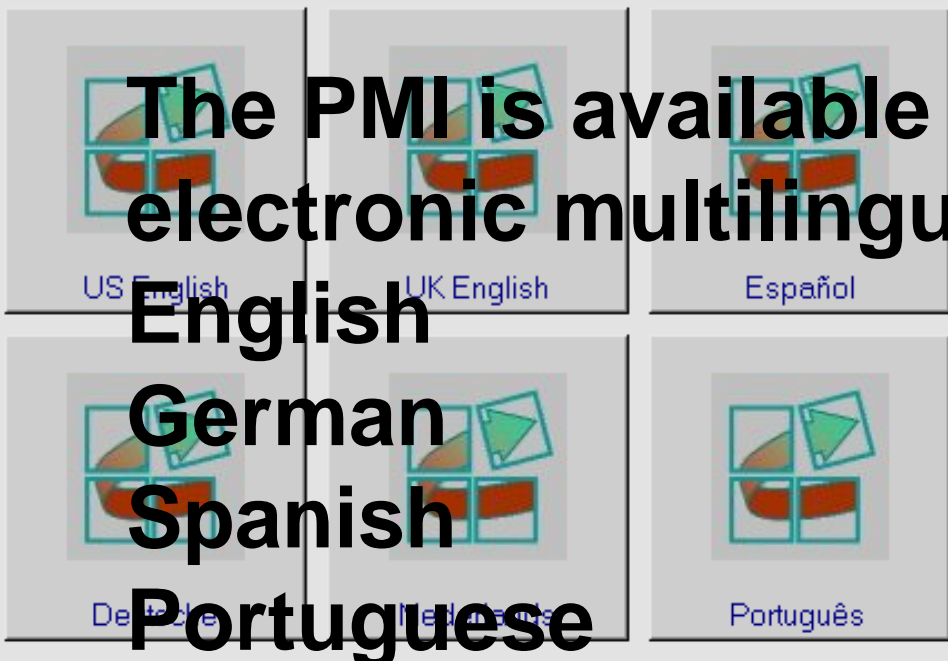 The PMI is available
electronic multilingu
US English UK English Español
English
German
Spanish
Português
Portuguese